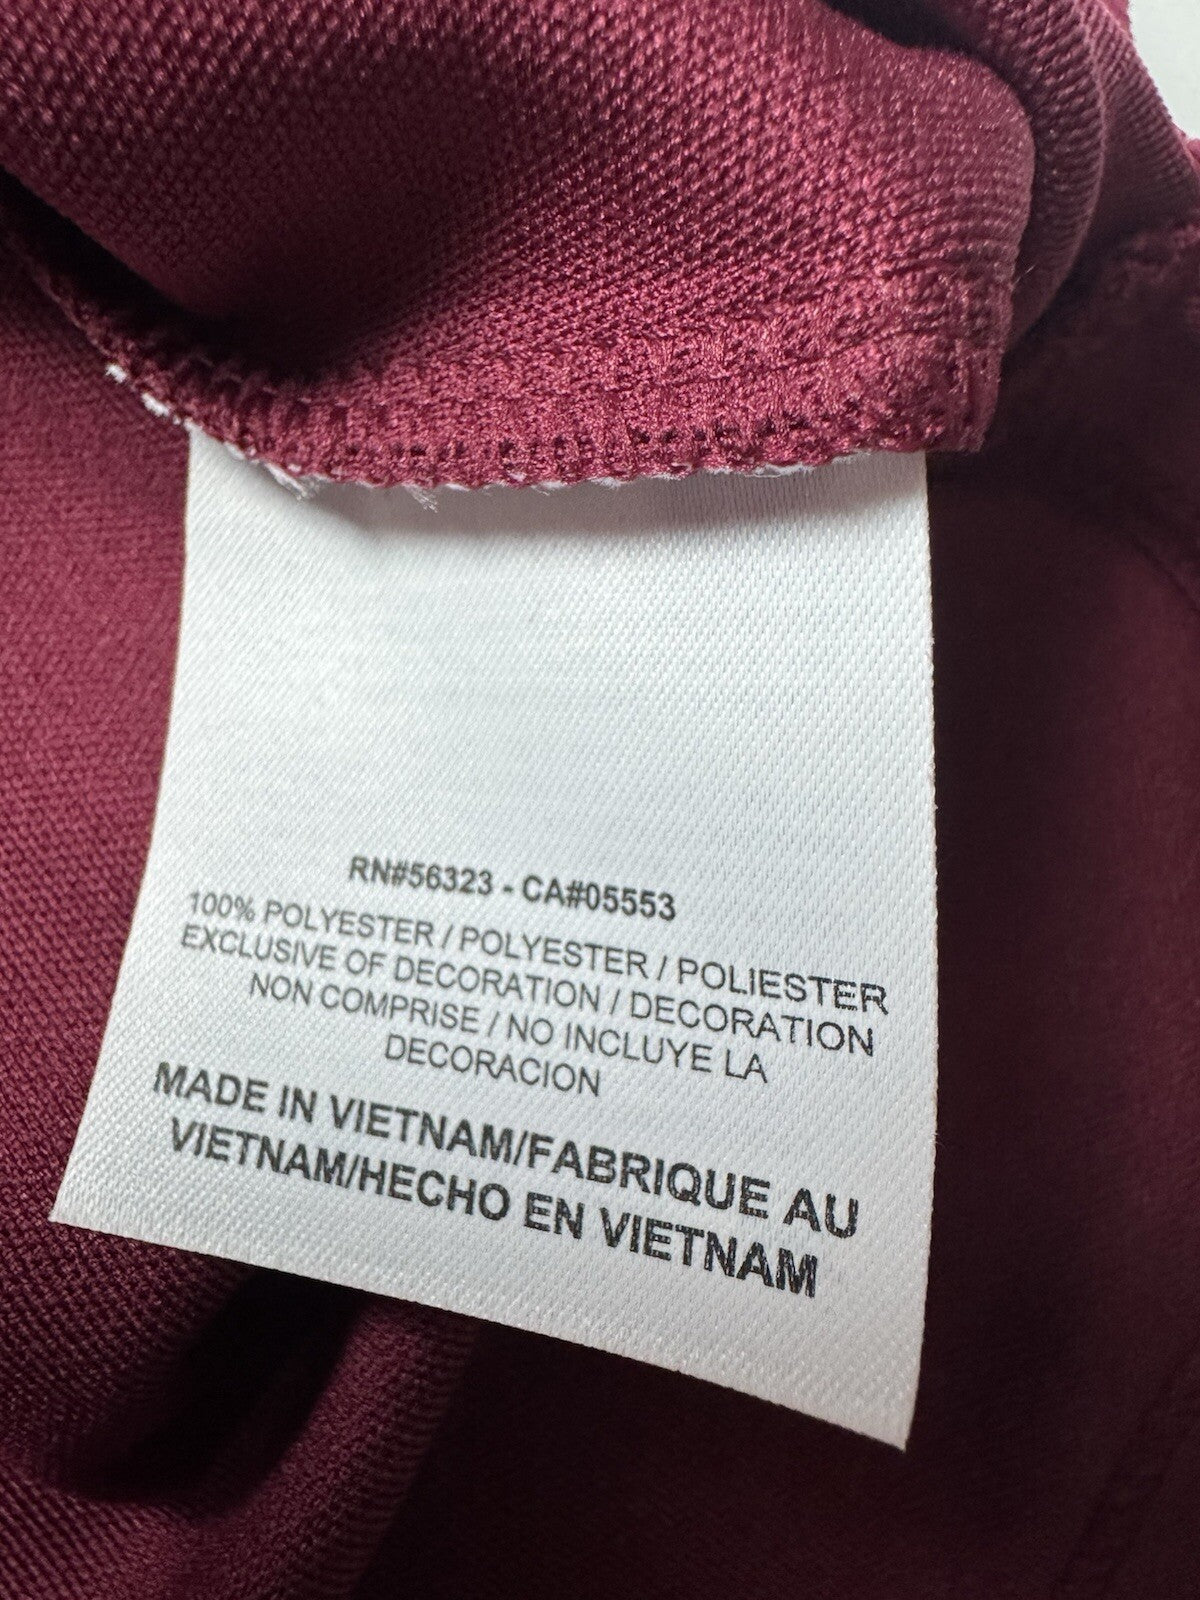 RN#56323 - CA#05553
100% POLYESTER / POLYESTER / POLIESTER
EXCLUSIVE OF DECORATION / DECORATION
NON COMPRISE / NO INCLUYE LA
DECORACION
MADE IN VIETNAM/FABRIQUE AU
VIETNAM/HECHO EN VIETNAM